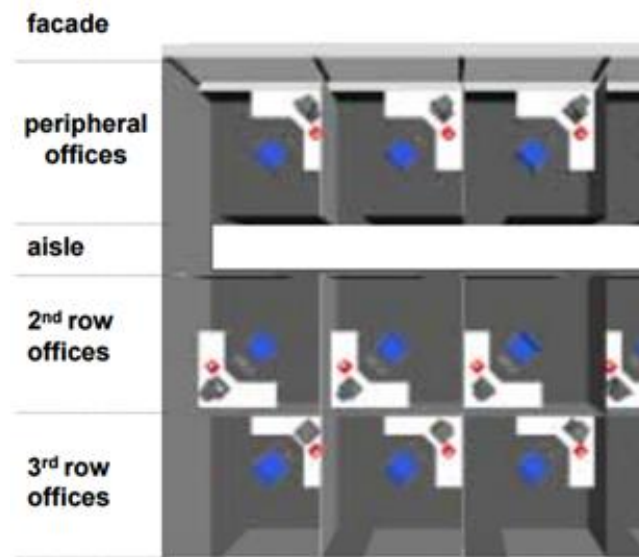 facade
peripheral
offices
aisle
2nd row
offices
3rd row
offices